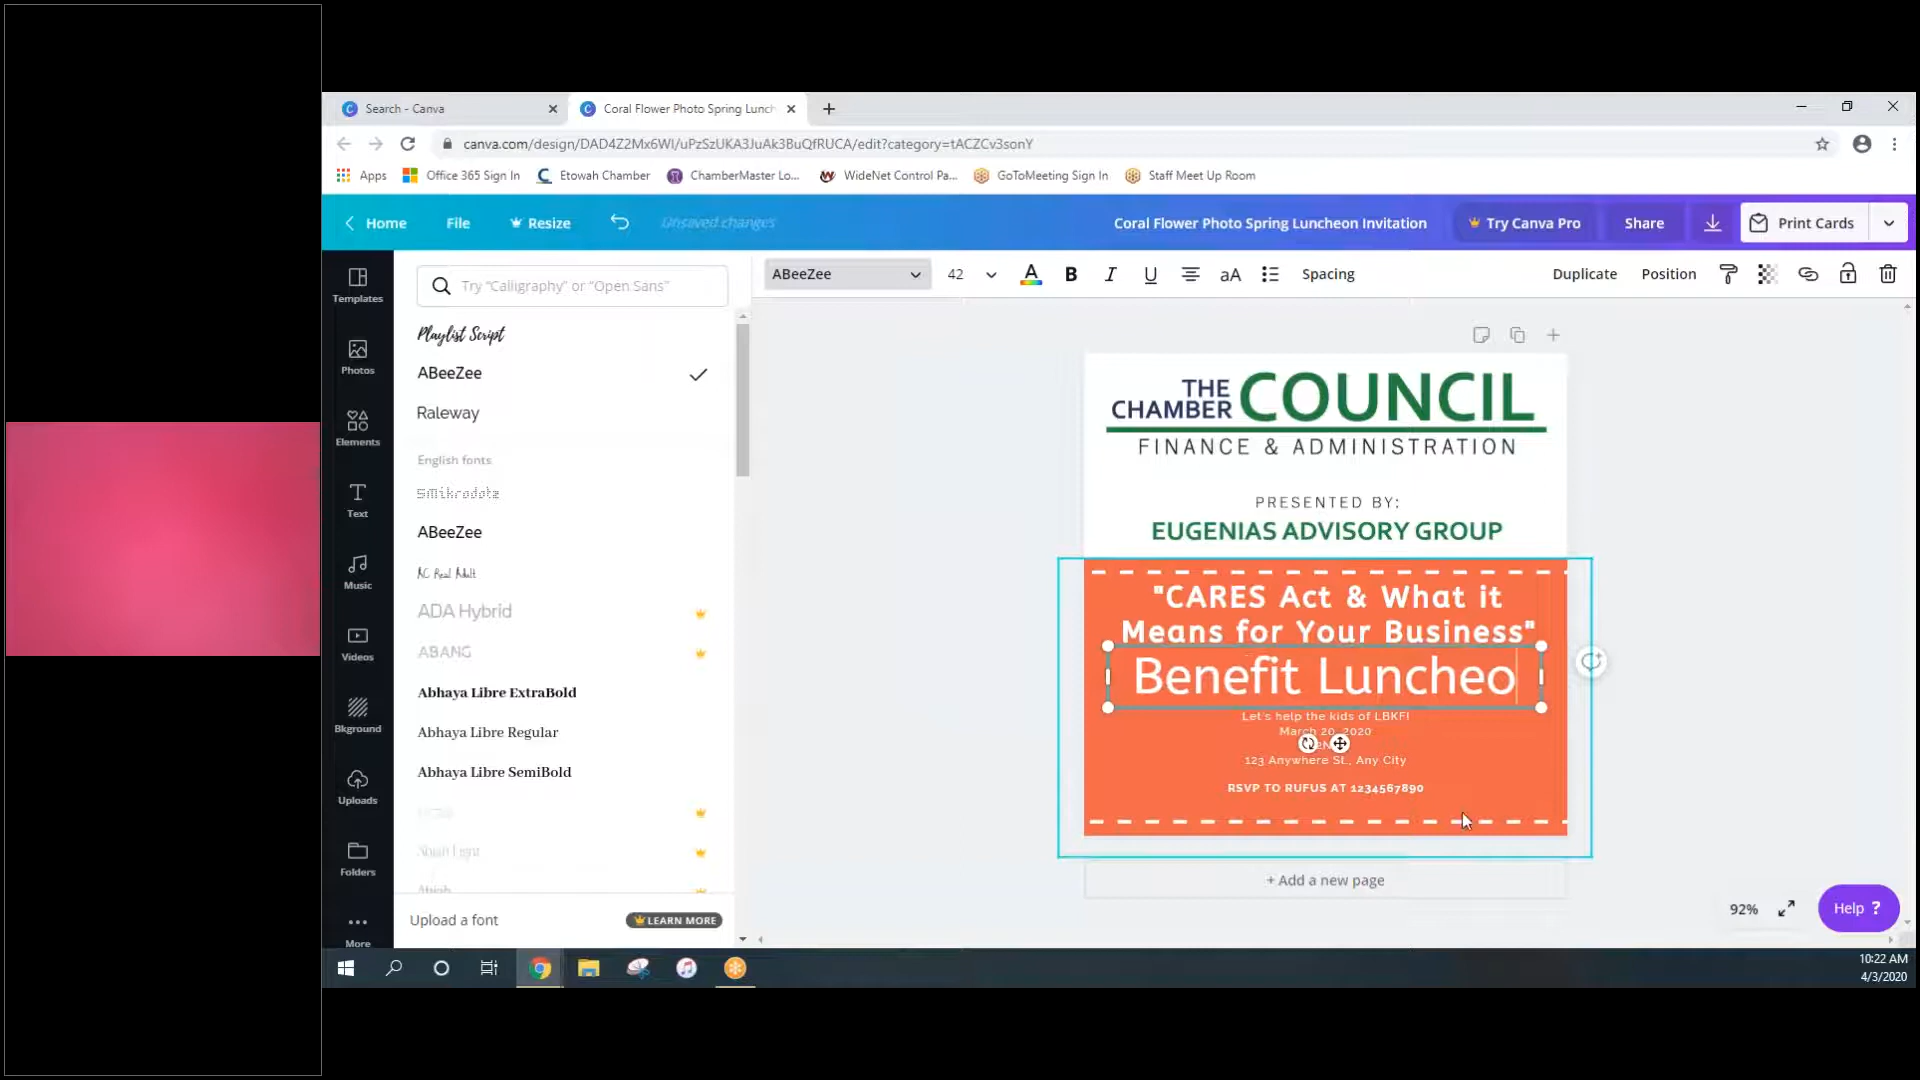 Search - Canva
Coral Flower Photo Spring Lunch
canva.com/design/DAD4Z2Mx6WI/uPzSzUKA3JuAk3BuQfRUCA/edit?category=tACZCv3sonY
Apps
Office 365 Sign In
Etowah Chamber
ChamberMaster Lo...
WideNet Control Pa...
GoToMeeting Sign In
Staff Meet Up Room
Home
File
Resize
Unsaved changes
Coral Flower Photo Spring Luncheon Invitation
Try Canva Pro
Share
Print Cards
Templates
Photos
Elements
Text
Music
Videos
Bkground
Uploads
Folders
More
Try “Calligraphy” or “Open Sans”
Playlist Script
ABeeZee
Raleway
English fonts
5Mikrodotz
ABeeZee
AC Real Adult
ADA Hybrid
ABANG
Abhaya Libre ExtraBold
Abhaya Libre Regular
Abhaya Libre SemiBold
Upload a font
LEARN MORE
ABeeZee
42
A
B
I
U
aA
Spacing
Duplicate
Position
THE
CHAMBER COUNCIL
FINANCE & ADMINISTRATION
PRESENTED BY:
EUGENIAS ADVISORY GROUP
"CARES Act & What it
Means for Your Business"
Benefit Luncheo
Let's help the kids of LBKF!
March 20, 2020
123 Anywhere St., Any City
RSVP TO RUFUS AT 1234567890
+ Add a new page
92%
Help ?
10:22 AM
4/3/2020